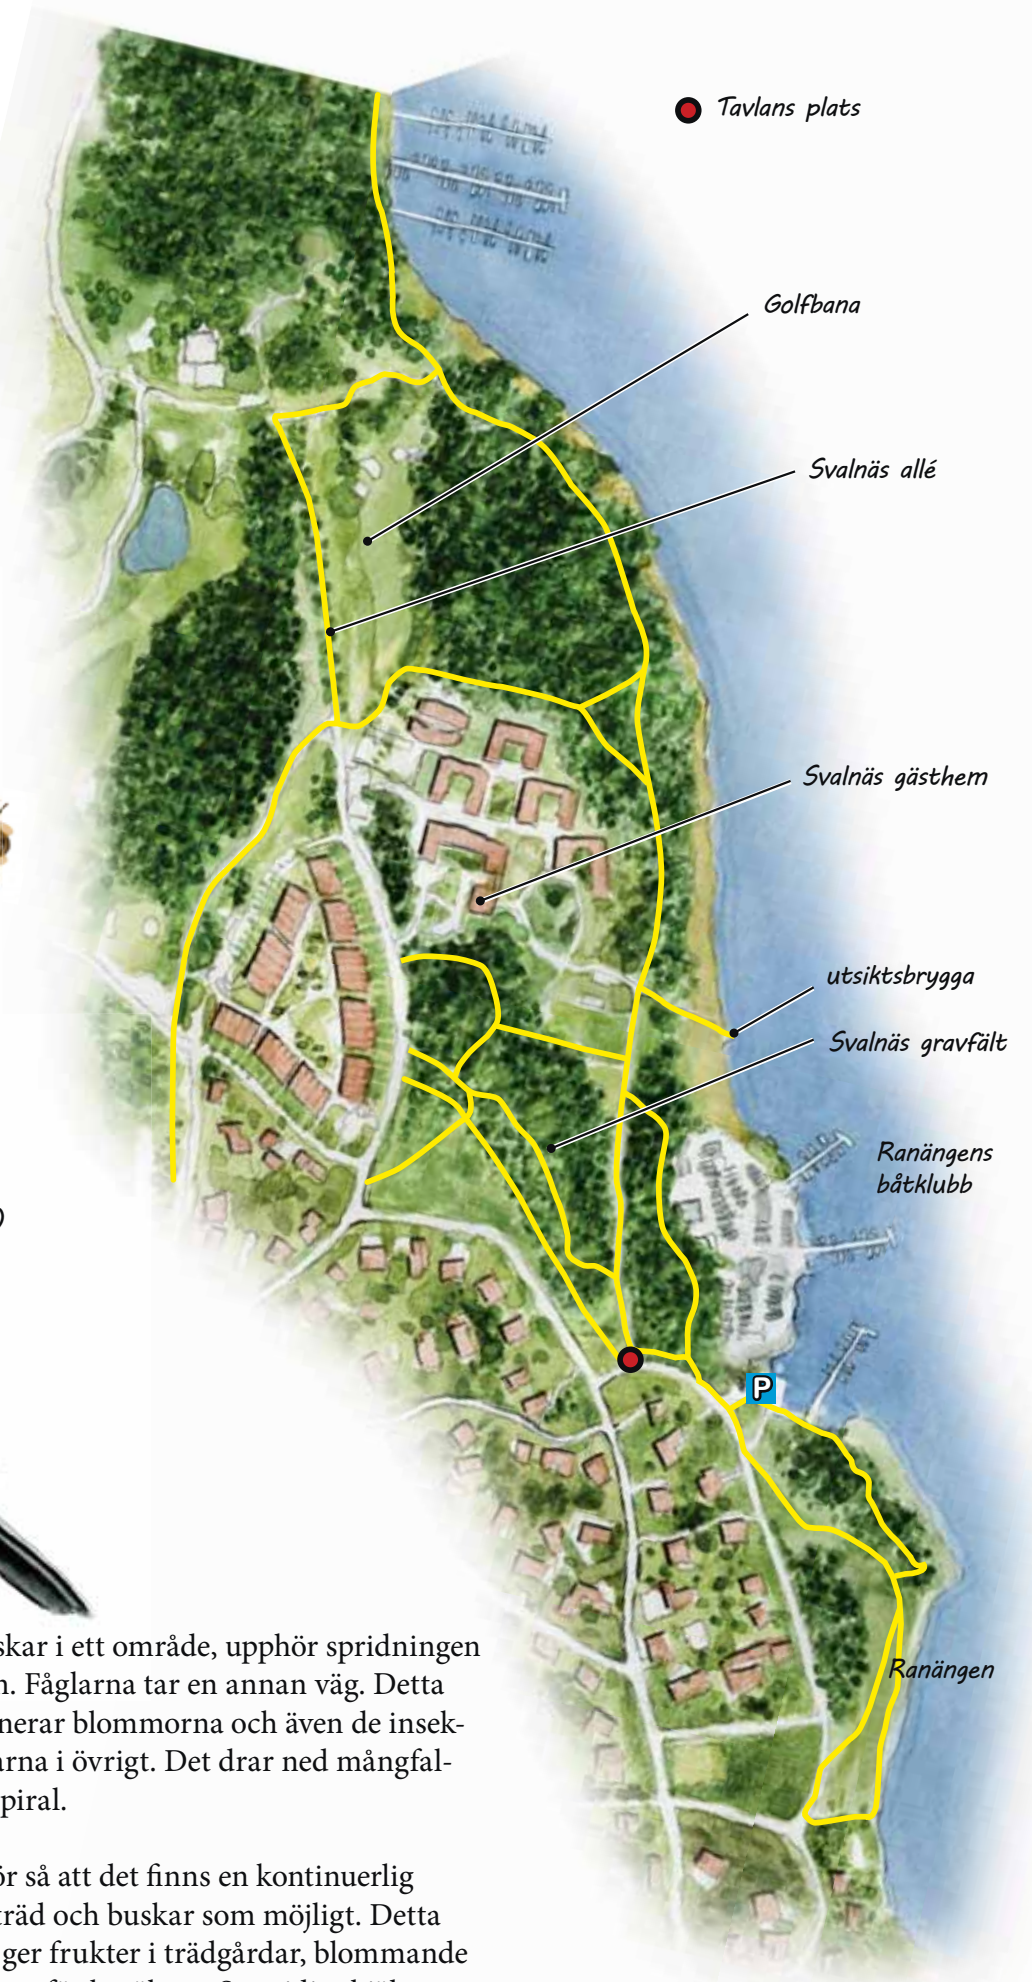 Tavlans plats
Golfbana
Svalnäs allé
Svalnäs gästhem
utsiktsbrygga
Svalnäs gravfält
Ranängens
båtklubb
)
P
Ranängen
skar i ett område, upphör spridningen
n. Fåglarna tar en annan väg. Detta
nerar blommorna och även de insek-
arna i övrigt. Det drar ned mångfal-
piral.
ör så att det finns en kontinuerlig
träd och buskar som möjligt. Detta
ger frukter i trädgårdar, blommande